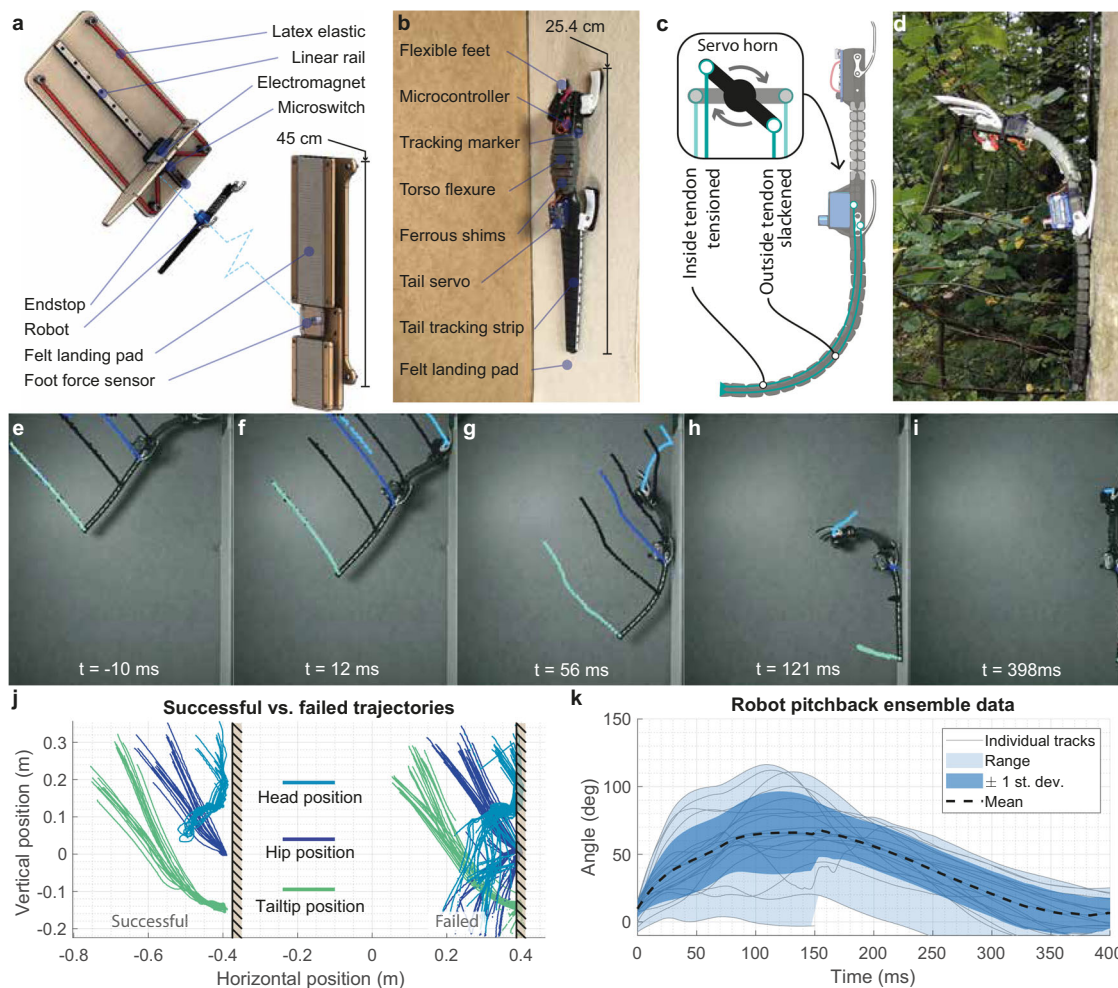 a
Latex elastic
Linear rail
Electromagnet
Microswitch
45 cm
Endstop
Robot
Felt landing pad
Foot force sensor
b
25.4 cm
Flexible feet
Microcontroller
Tracking marker
Torso flexure
Ferrous shims
Tail servo
Tail tracking strip
Felt landing pad
c
Servo horn
Inside tendon
tensioned
Outside tendon
slackened
d
e
t = -10 ms
f
t = 12 ms
g
t = 56 ms
h
t = 121 ms
i
t = 398ms
j
Successful vs. failed trajectories
Vertical position (m)
0.3
0.2
0.1
0
-0.1
-0.2
Head position
Hip position
Tailtip position
Successful
Failed
-0.8
-0.6
-0.4
-0.2
0
0.2
0.4
Horizontal position (m)
k
Robot pitchback ensemble data
Angle (deg)
150
100
50
0
Individual tracks
Range
± 1 st. dev.
Mean
0
50
100
150
200
250
300
350
400
Time (ms)